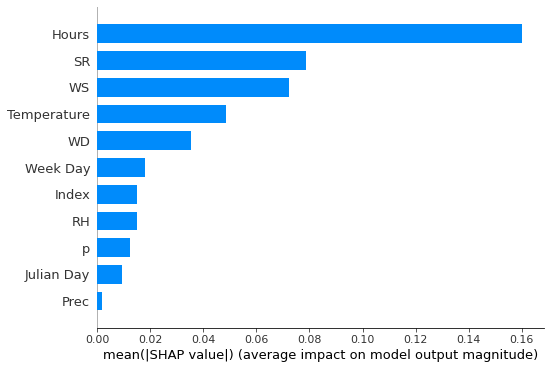 Hours
SR
WS
Temperature
WD
Week Day
Index
RH
p
Julian Day
Prec
0.00 0.02 0.04 0.06 0.08 0.10 0.12 0.14 0.16
mean(|SHAP value|) (average impact on model output magnitude)